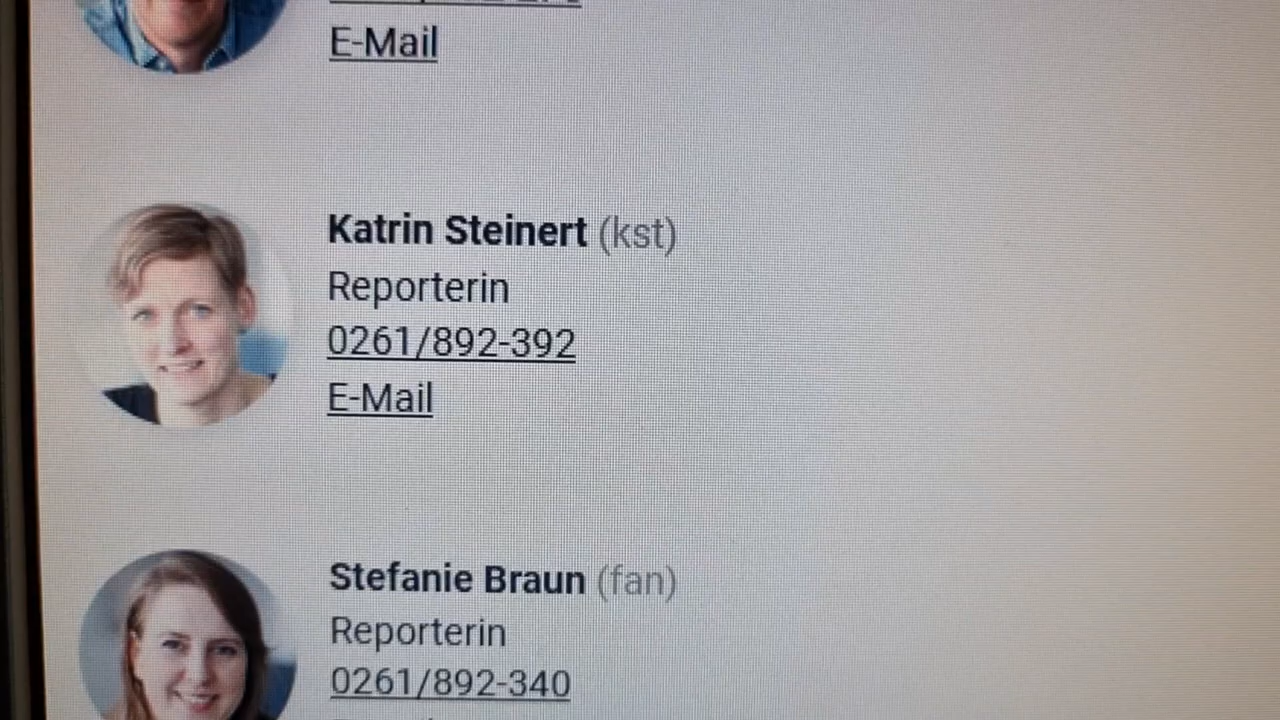 E-Mail
Katrin Steinert (kst)
Reporterin
0261/892-392
E-Mail
Stefanie Braun (fan)
Reporterin
0261/892-340